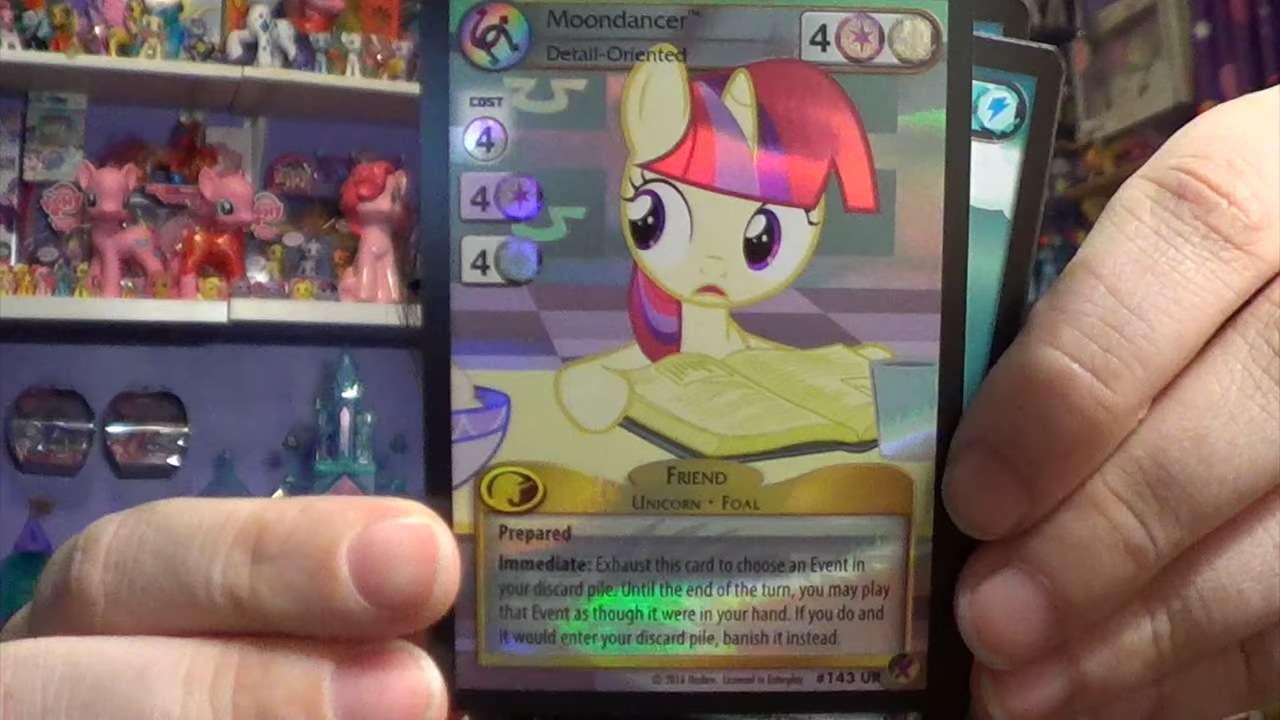 Moondancer™
Detail-Oriented
4
COST
4
4
4
FRIEND
UNICORN • FOAL
Prepared
Immediate: Exhaust this card to choose an Event in
your discard pile. Until the end of the turn, you may play
that Event as though it were in your hand. If you do and
it would enter your discard pile, banish it instead.
© 2016 Hasbro. Licensed to Enterplay
#143 UR